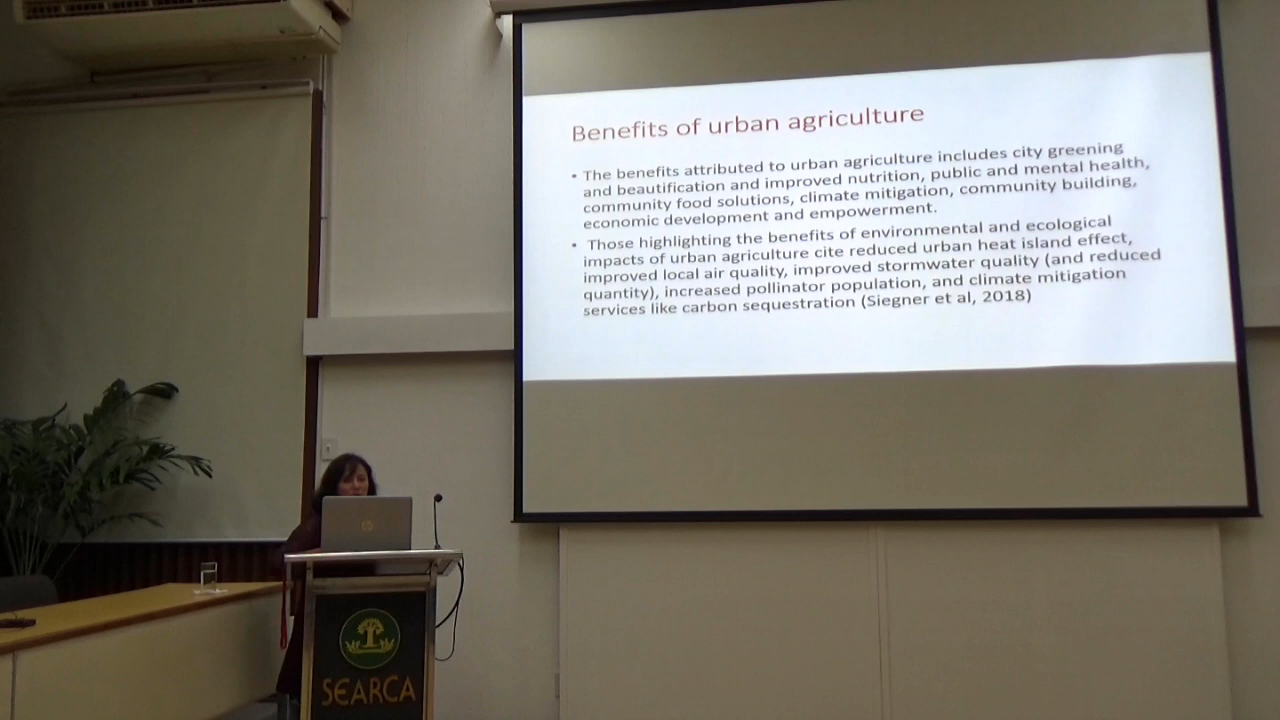 Benefits of urban agriculture
• The benefits attributed to urban agriculture includes city greening
and beautification and improved nutrition, public and mental health,
community food solutions, climate mitigation, community building,
economic development and empowerment.
• Those highlighting the benefits of environmental and ecological
impacts of urban agriculture cite reduced urban heat island effect,
improved local air quality, improved stormwater quality (and reduced
quantity), increased pollinator population, and climate mitigation
services like carbon sequestration (Siegner et al, 2018)
hp
SEARCA